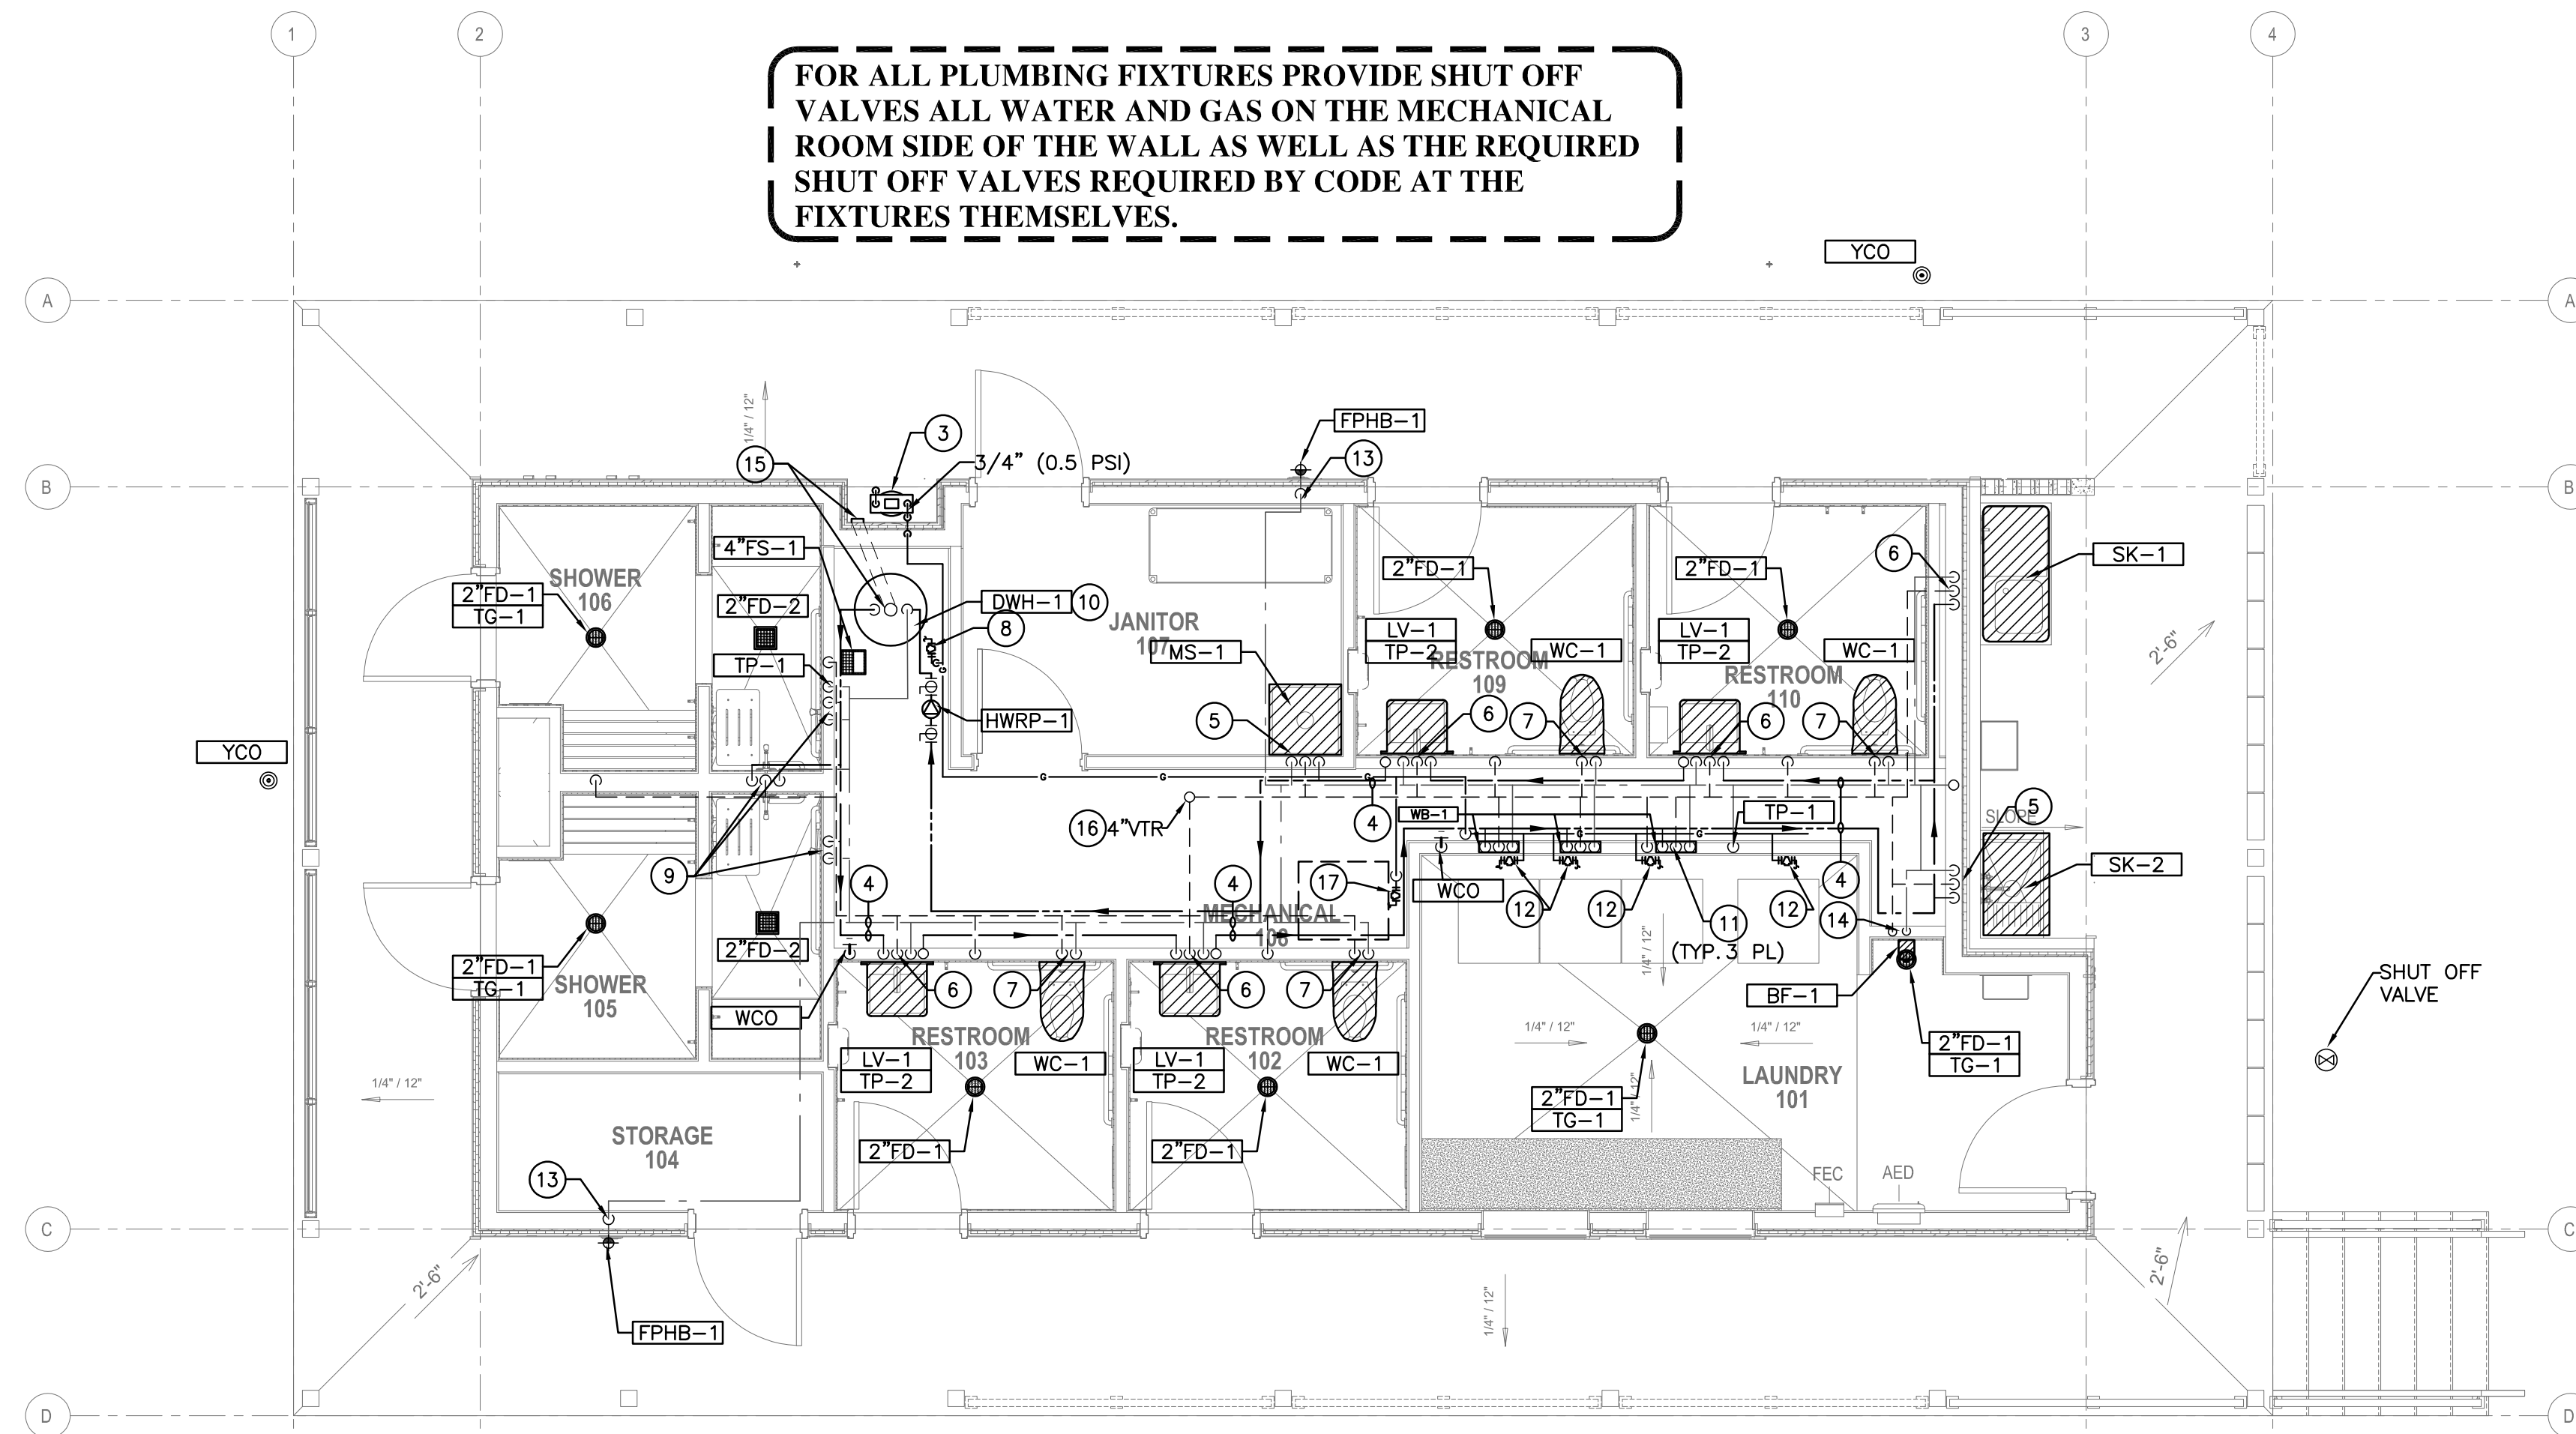 1
2
3
4
FOR ALL PLUMBING FIXTURES PROVIDE SHUT OFF
VALVES ALL WATER AND GAS ON THE MECHANICAL
ROOM SIDE OF THE WALL AS WELL AS THE REQUIRED
SHUT OFF VALVES REQUIRED BY CODE AT THE
FIXTURES THEMSELVES.
YCO
A
A
1/4" / 12"
3
FPHB-1
15
3/4" (0.5 PSI)
13
B
B
4"FS-1
6
SK-1
SHOWER
106
2"FD-1
TG-1
2"FD-2
DWH-1
10
8
JANITOR
107
2"FD-1
2"FD-1
LV-1
TP-2
WC-1
LV-1
TP-2
WC-1
MS-1
RESTROOM
109
RESTROOM
110
2'-6"
TP-1
HWRP-1
5
6
7
6
7
YCO
G
G
G
G
G
16
4"VTR
4
WB-1
TP-1
SLOPE
5
G
G
9
4
4
17
WCO
12
12
11
(TYP. 3 PL)
12
4
14
SK-2
MECHANICAL
108
2"FD-2
2"FD-1
TG-1
SHOWER
105
WCO
6
7
6
7
1/4" / 12"
BF-1
SHUT OFF
VALVE
RESTROOM
103
RESTROOM
102
LV-1
TP-2
WC-1
LV-1
TP-2
WC-1
1/4" / 12"
1/4" / 12"
2"FD-1
TG-1
1/4" / 12"
LAUNDRY
101
2"FD-1
TG-1
1/4" / 12"
STORAGE
104
2"FD-1
2"FD-1
13
FEC
AED
C
C
2'-6"
2'-6"
FPHB-1
1/4" / 12"
D
D